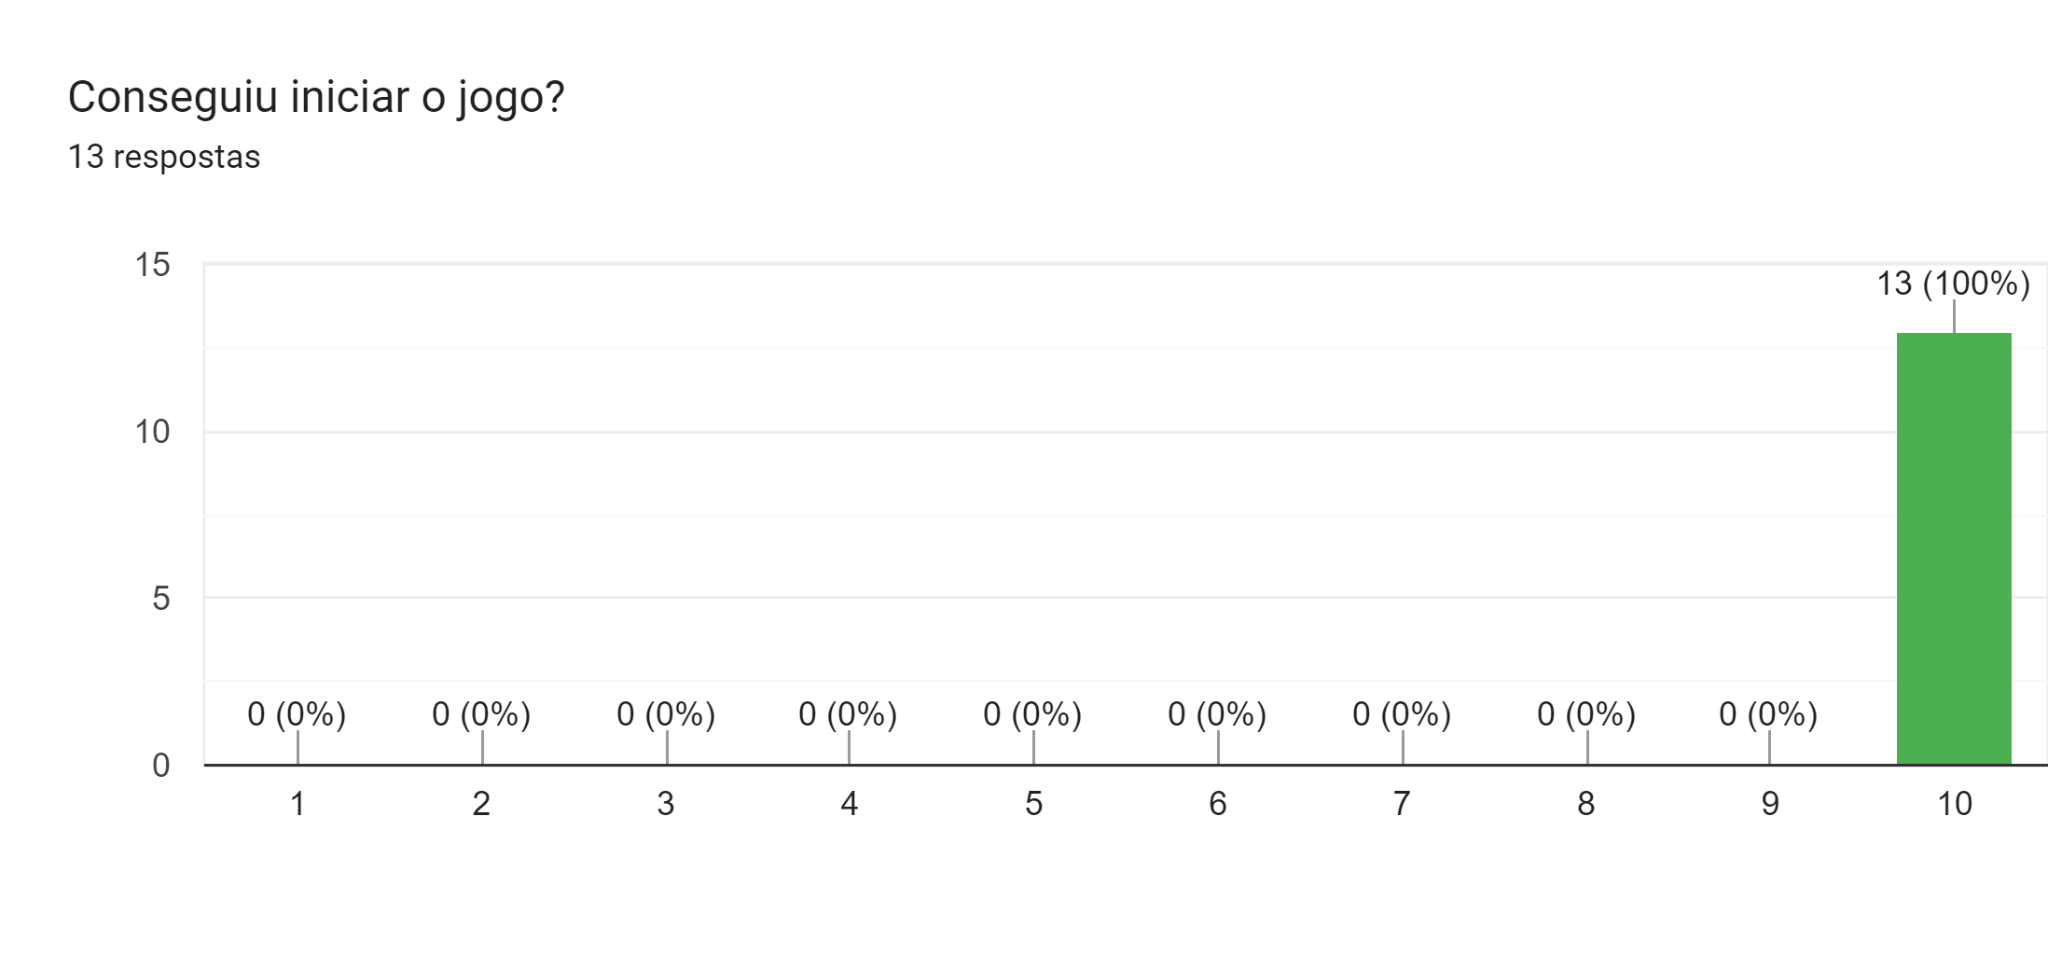 Conseguiu iniciar o jogo?
13 respostas
15
13 (100%)
10
5
0 (0%) 0 (0%) 0 (0%) 0 (0%) 0 (0%) 0 (0%) 0 (0%) 0 (0%) 0 (0%)
0
1 2 3 4 5 6 7 8 9 10